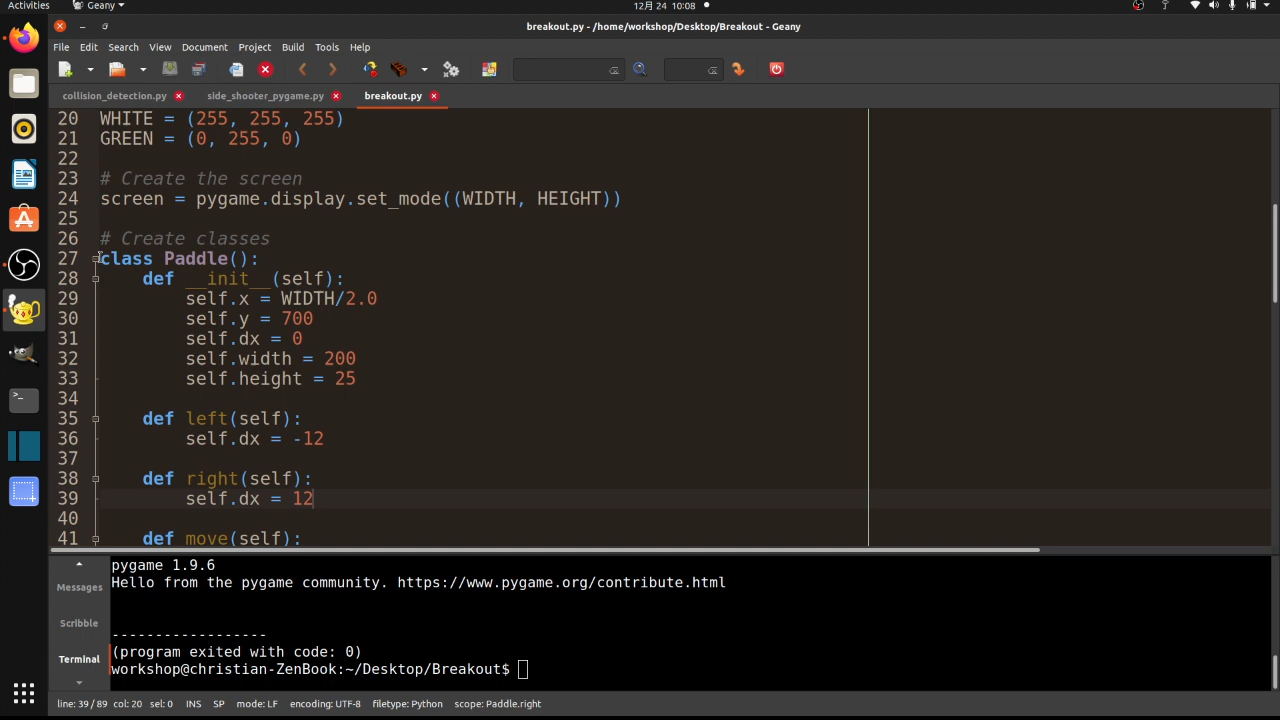 Activities
Geany
12月 24 10:08
breakout.py - /home/workshop/Desktop/Breakout - Geany
File Edit Search View Document Project Build Tools Help
collision_detection.py side_shooter_pygame.py breakout.py
20 WHITE = (255, 255, 255)
21 GREEN = (0, 255, 0)
22
23 # Create the screen
24 screen = pygame.display.set_mode((WIDTH, HEIGHT))
25
26 # Create classes
27 class Paddle():
28 def __init__(self):
29 self.x = WIDTH/2.0
30 self.y = 700
31 self.dx = 0
32 self.width = 200
33 self.height = 25
34
35 def left(self):
36 self.dx = -12
37
38 def right(self):
39 self.dx = 12
40
41 def move(self):
Messages
Scribble
Terminal
pygame 1.9.6
Hello from the pygame community. https://www.pygame.org/contribute.html
------------------
(program exited with code: 0)
workshop@christian-ZenBook:~/Desktop/Breakout$
line: 39 / 89 col: 20 sel: 0 INS SP mode: LF encoding: UTF-8 filetype: Python scope: Paddle.right